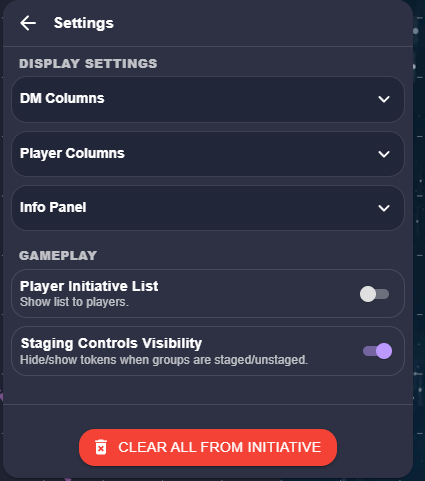 Settings
DISPLAY SETTINGS
DM Columns
Player Columns
Info Panel
GAMEPLAY
Player Initiative List
Show list to players.
Staging Controls Visibility
Hide/show tokens when groups are staged/unstaged.
CLEAR ALL FROM INITIATIVE